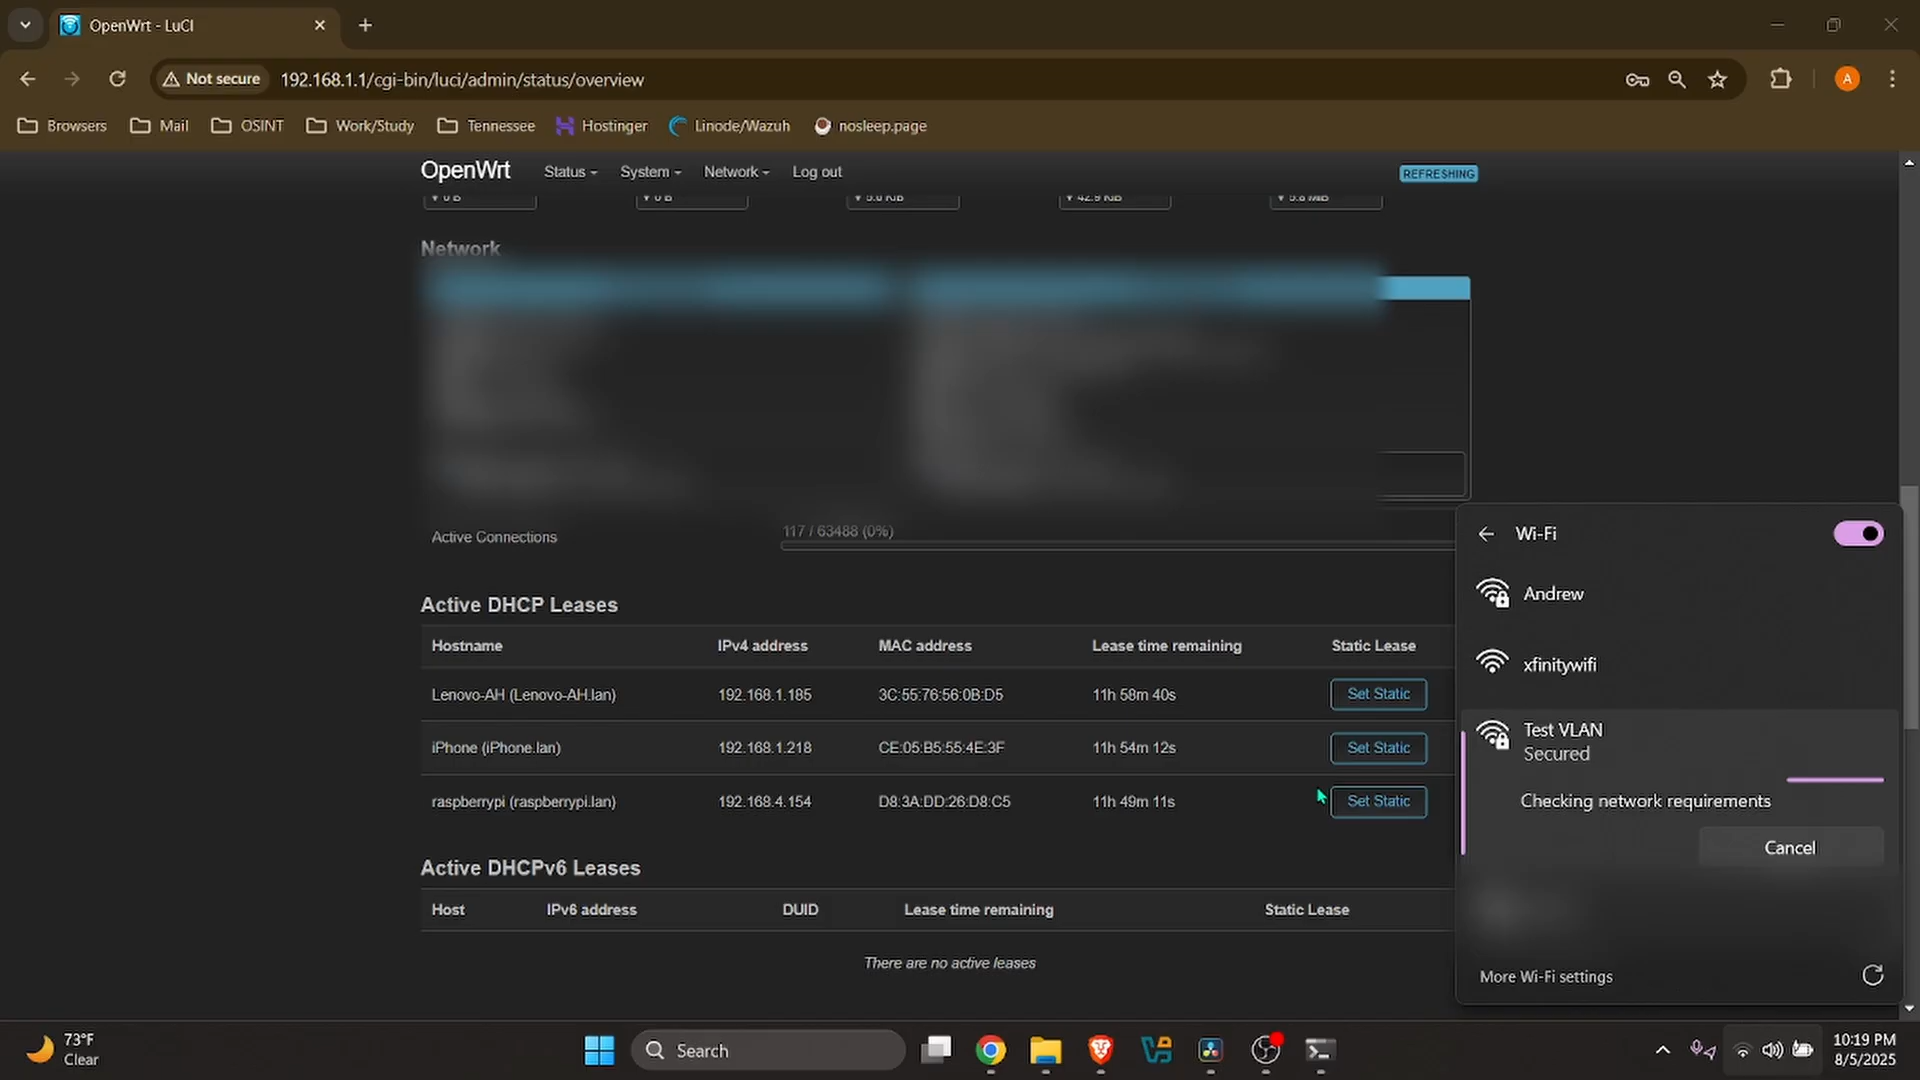 OpenWrt - LuCI
Not secure
192.168.1.1/cgi-bin/luci/admin/status/overview
A
Browsers
Mail
OSINT
Work/Study
Tennessee
Hostinger
Linode/Wazuh
nosleep.page
OpenWrt
Status
System
Network
Log out
REFRESHING
▼ 0 B
▼ 0 B
▼ 42.9 KiB
Network
Active Connections
117 / 63488 (0%)
Active DHCP Leases
Hostname IPv4 address MAC address Lease time remaining Static Lease
Lenovo-AH (Lenovo-AH.lan) 192.168.1.185 3C:55:76:56:0B:D5 11h 58m 40s Set Static
iPhone (iPhone.lan) 192.168.1.218 CE:05:B5:55:4E:3F 11h 54m 12s Set Static
raspberrypi (raspberrypi.lan) 192.168.4.154 D8:3A:DD:26:D8:C5 11h 49m 11s Set Static
Active DHCPv6 Leases
Host IPv6 address DUID Lease time remaining Static Lease
There are no active leases
Wi-Fi
Andrew
xfinitywifi
Test VLAN
Secured
Checking network requirements
Cancel
More Wi-Fi settings
73°F
Clear
Search
10:19 PM
8/5/2025